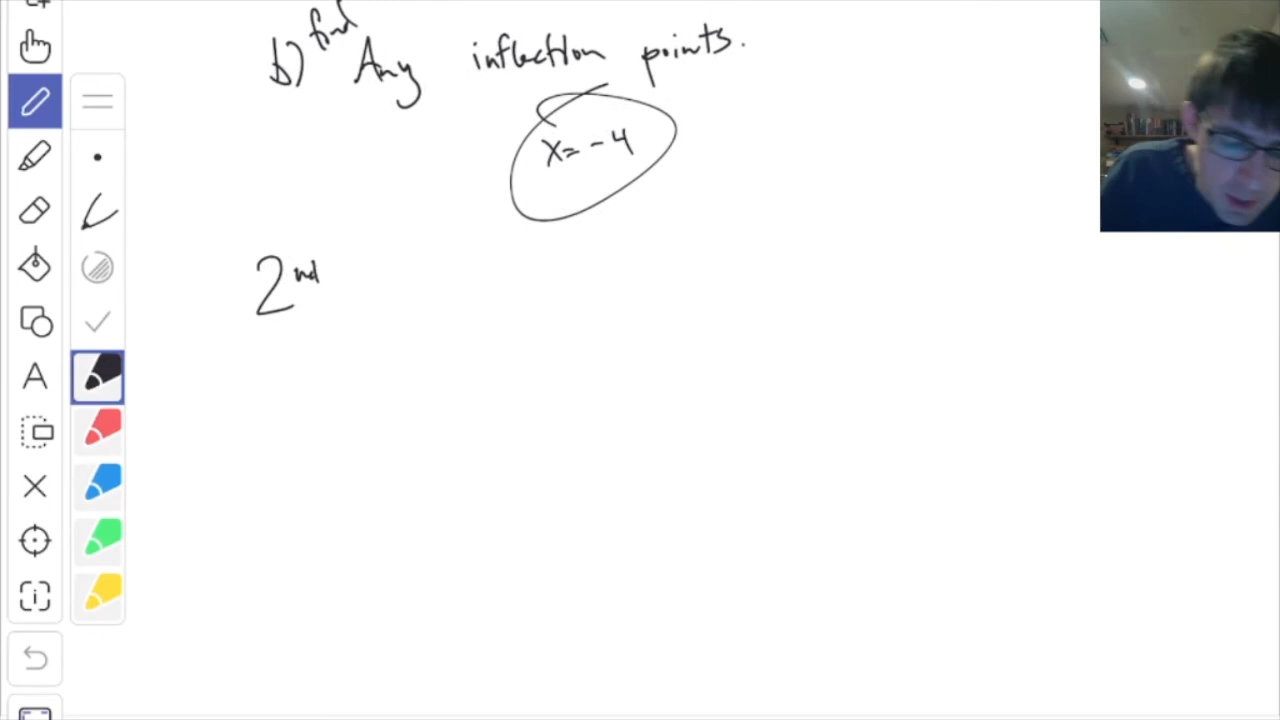 b) find Any inflection points.
x = -4
2nd
A